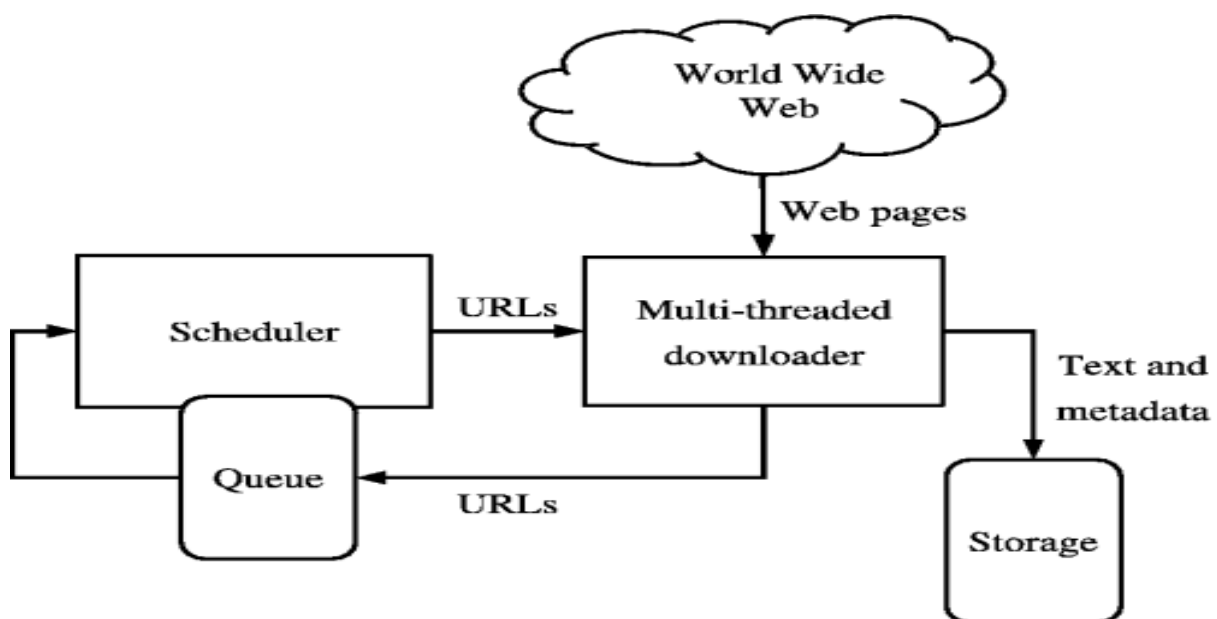 World Wide
Web
Web pages
Scheduler
URLs
Multi-threaded
downloader
Text and
metadata
Queue
URLs
Storage